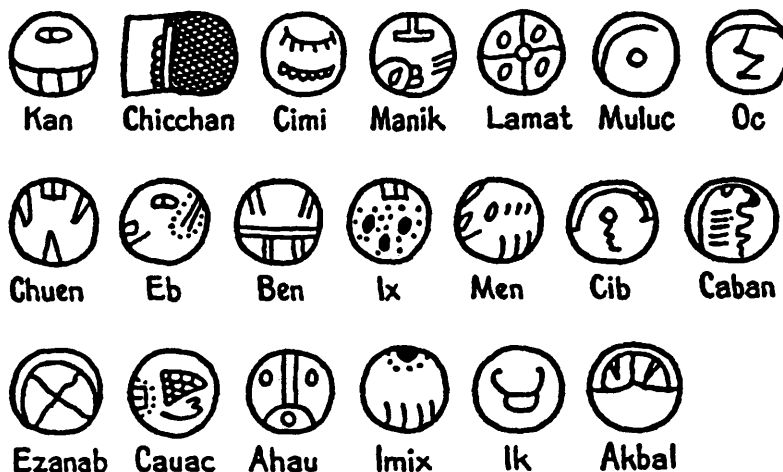 Kan Chicchan Cimi Manik Lamat Muluc Oc
Chuen Eb Ben Ix Men Cib Caban
Ezanab Cauac Ahau Imix Ik Akbal